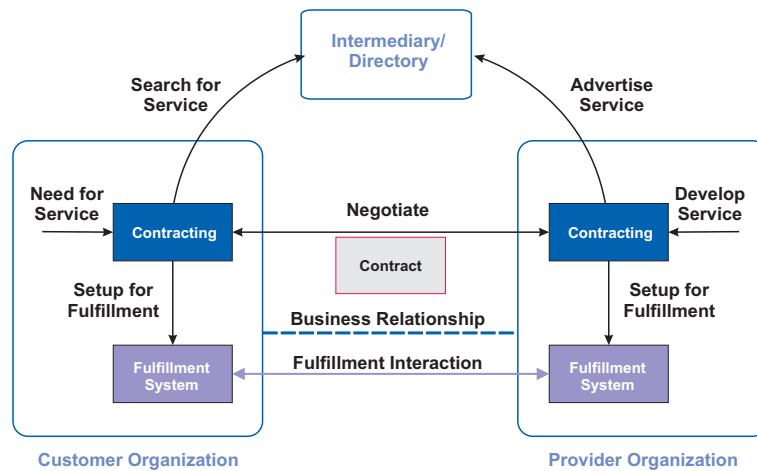 Intermediary/
Directory
Search for
Service
Advertise
Service
Need for
Service
Contracting
Negotiate
Contracting
Develop
Service
Contract
Setup for
Fulfillment
Setup for
Fulfillment
Business Relationship
Fulfillment
System
Fulfillment Interaction
Fulfillment
System
Customer Organization
Provider Organization